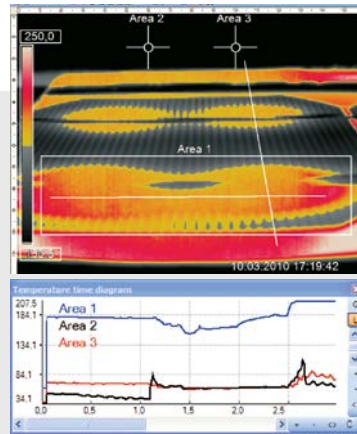 Area 2 Area 3
250,0
Area 1
10.03.2010 17:19:42
Temperature time diagram
207.5
184.1
134.1
84.1
34.1
Area 1
Area 2
Area 3
0,0 0,5 1,0 1,5 2,0 2,5